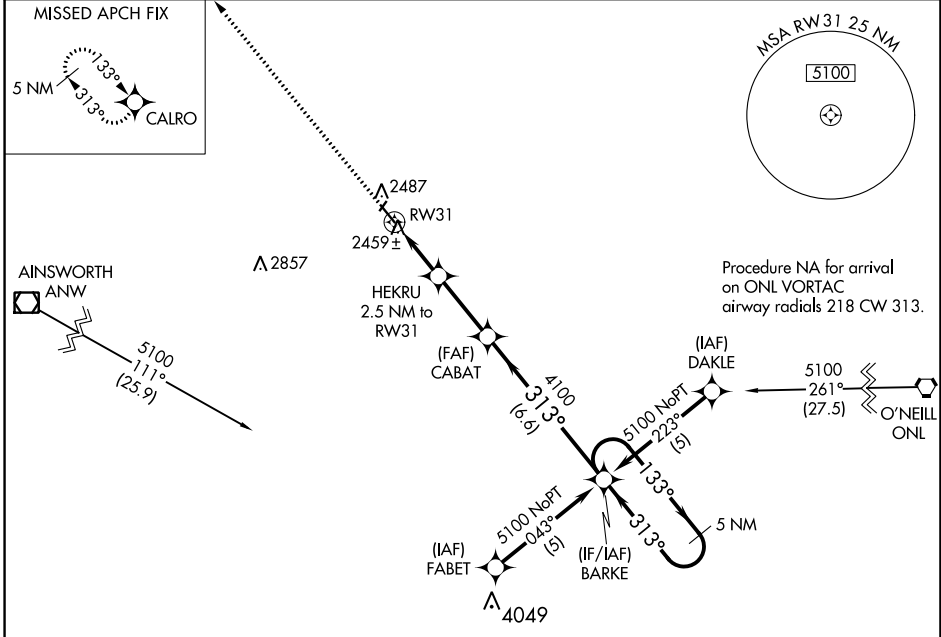 MISSED APCH FIX
5 NM
133°
313°
CALRO
MSA RW31 25 NM
5100
2487
RW31
2459 ±
2857
AINSWORTH
ANW
5100
111°
(25.9)
HEKRU
2.5 NM to
RW31
(FAF)
CABAT
4100
313°
(6.6)
Procedure NA for arrival
on ONL VORTAC
airway radials 218 CW 313.
(IAF)
DAKLE
5100
261°
(27.5)
O'NEILL
ONL
5100 NoPT
223°
(5)
133°
313°
5 NM
5100 NoPT
043°
(5)
(IAF)
FABET
(IF/IAF)
BARKE
4049